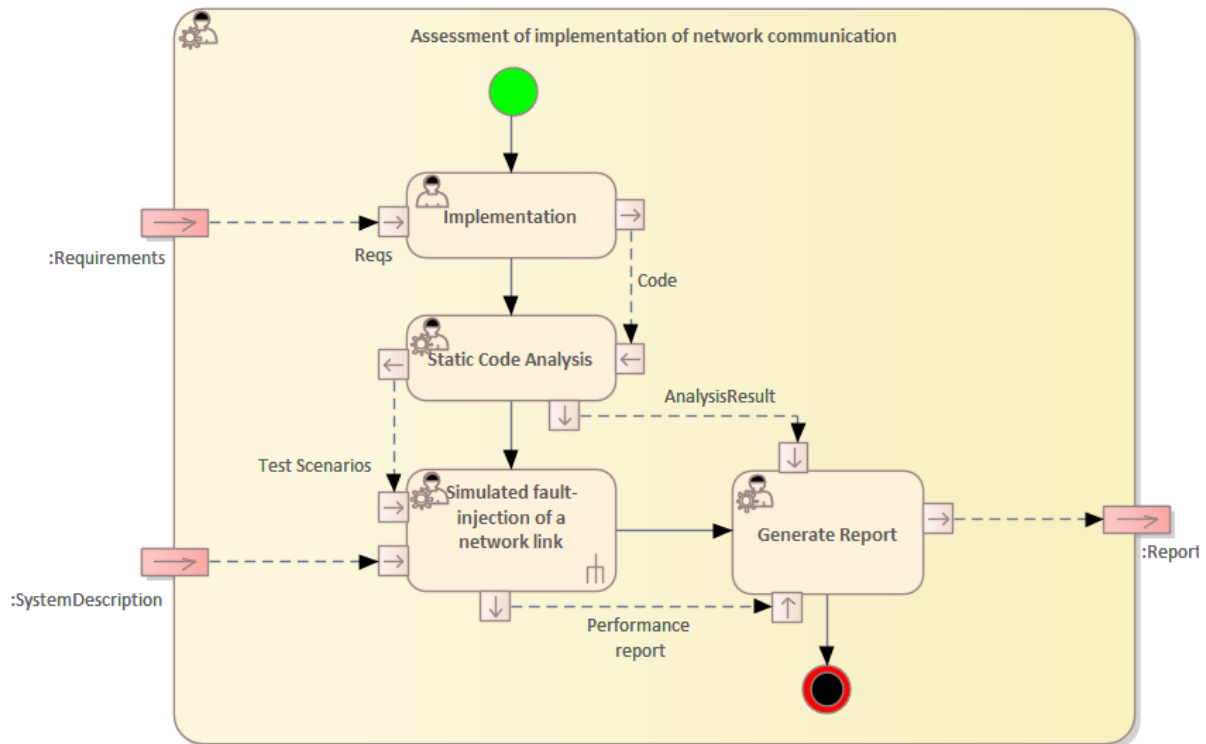 Assessment of implementation of network communication
Implementation
:Requirements
Reqs
Code
Static Code Analysis
AnalysisResult
Test Scenarios
Simulated fault-
injection of a
network link
Generate Report
:Report
:SystemDescription
Performance
report